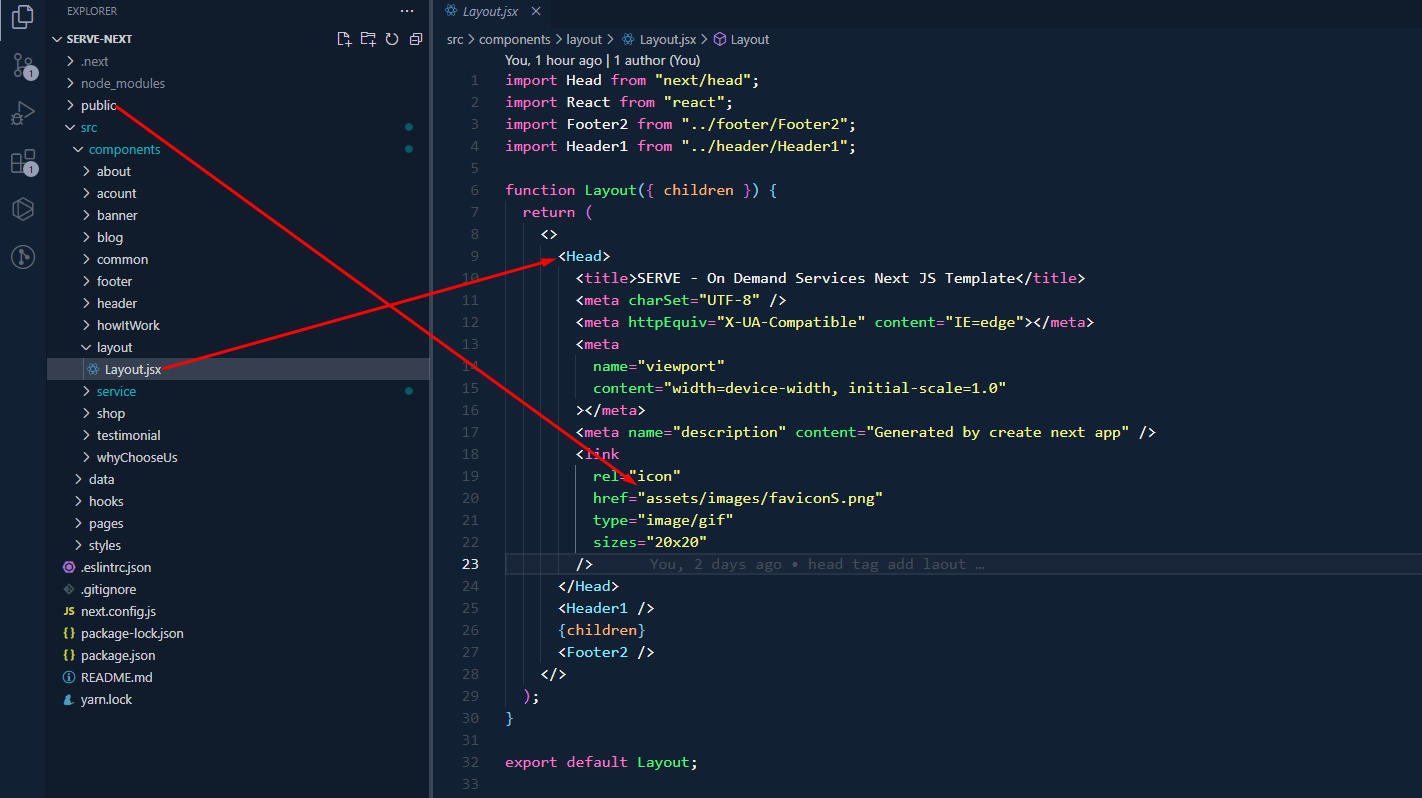 EXPLORER
SERVE-NEXT
.next
node_modules
public
src
components
about
acount
banner
blog
common
footer
header
howItWork
layout
Layout.jsx
service
shop
testimonial
whyChooseUs
data
hooks
pages
styles
.eslintrc.json
.gitignore
JS next.config.js
{} package-lock.json
{} package.json
README.md
yarn.lock
1
1
Layout.jsx
src > components > layout > Layout.jsx > Layout
You, 1 hour ago | 1 author (You)
1 import Head from "next/head";
2 import React from "react";
3 import Footer2 from "../footer/Footer2";
4 import Header1 from "../header/Header1";
5
6 function Layout({ children }) {
7 return (
8 <>
9 <Head>
10 <title>SERVE - On Demand Services Next JS Template</title>
11 <meta charSet="UTF-8" />
12 <meta httpEquiv="X-UA-Compatible" content="IE=edge"></meta>
13 <meta
14 name="viewport"
15 content="width=device-width, initial-scale=1.0"
16 ></meta>
17 <meta name="description" content="Generated by create next app" />
18 <link
19 rel="icon"
20 href="assets/images/faviconS.png"
21 type="image/gif"
22 sizes="20x20"
23 /> You, 2 days ago • head tag add laout …
24 </Head>
25 <Header1 />
26 {children}
27 <Footer2 />
28 </>
29 );
30 }
31
32 export default Layout;
33